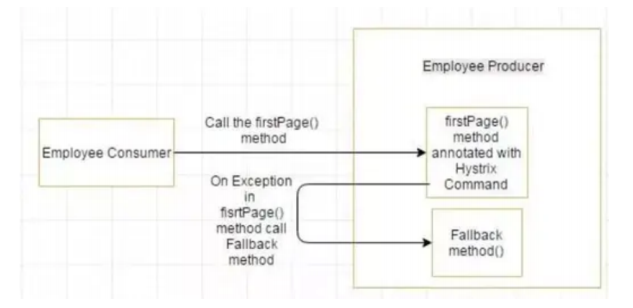 Employee Producer
Call the firstPage()
method
Employee Consumer
firstPage()
method
annotated with
Hystrix
Command
On Exception
in
fisrtPage()
method call
Fallback
method
Fallback
method()